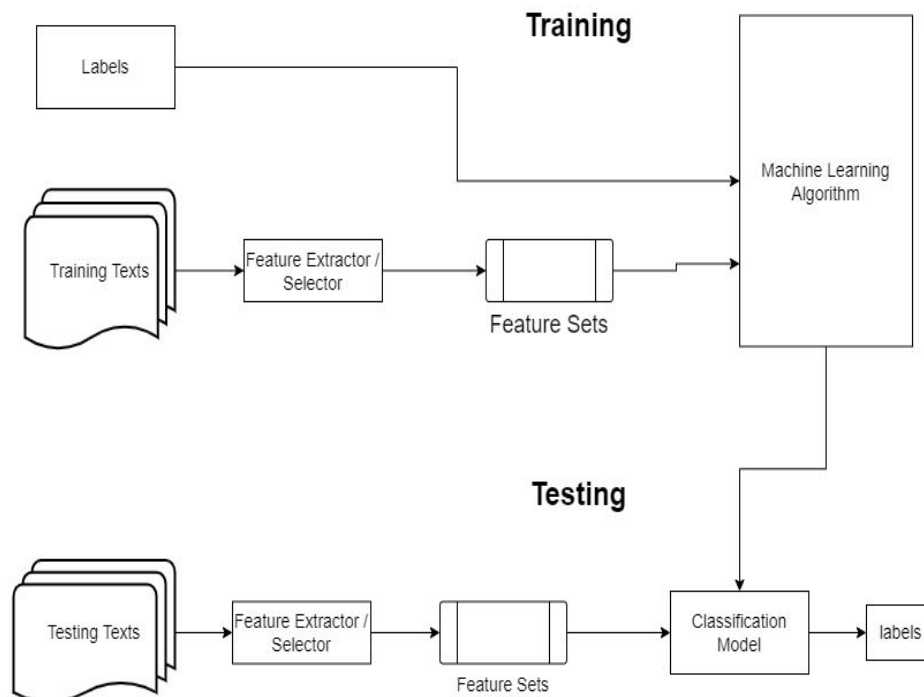 Training
Labels
Machine Learning
Algorithm
Training Texts
Feature Extractor /
Selector
Feature Sets
Testing
Testing Texts
Feature Extractor /
Selector
Feature Sets
Classification
Model
labels